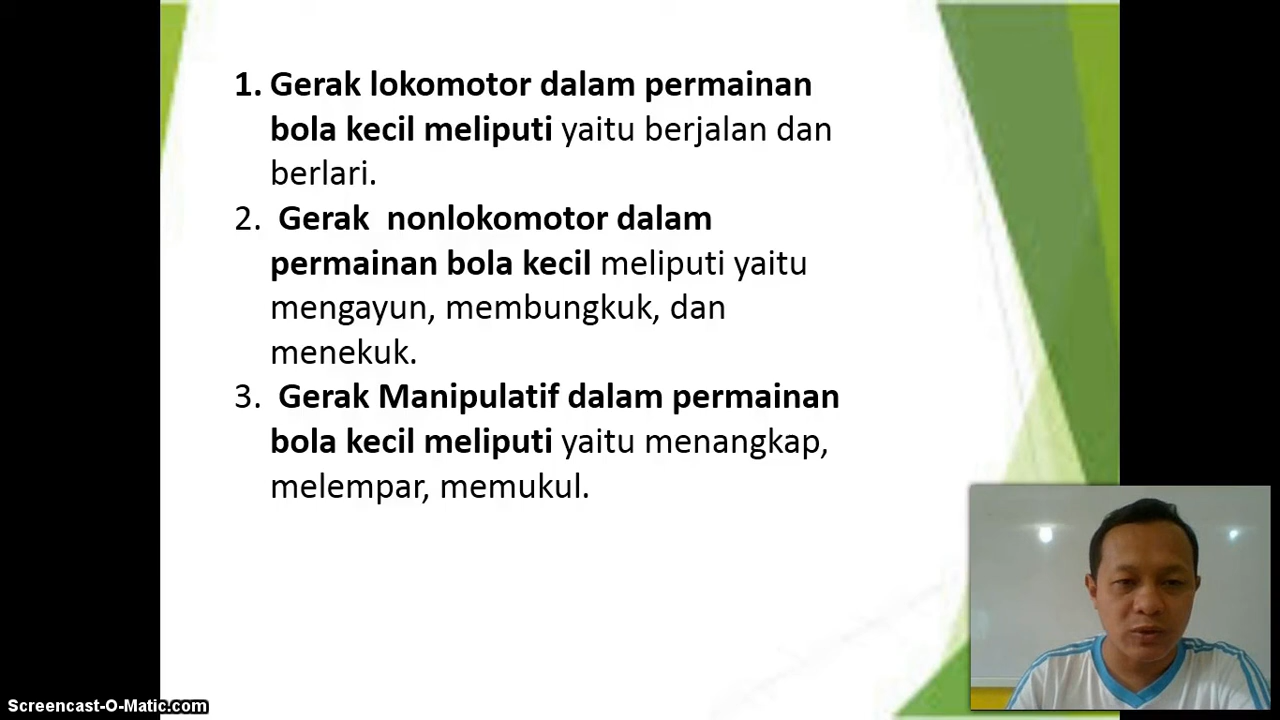 1. Gerak lokomotor dalam permainan
bola kecil meliputi yaitu berjalan dan
berlari.
2. Gerak nonlokomotor dalam
permainan bola kecil meliputi yaitu
mengayun, membungkuk, dan
menekuk.
3. Gerak Manipulatif dalam permainan
bola kecil meliputi yaitu menangkap,
melempar, memukul.
Screencast-O-Matic.com